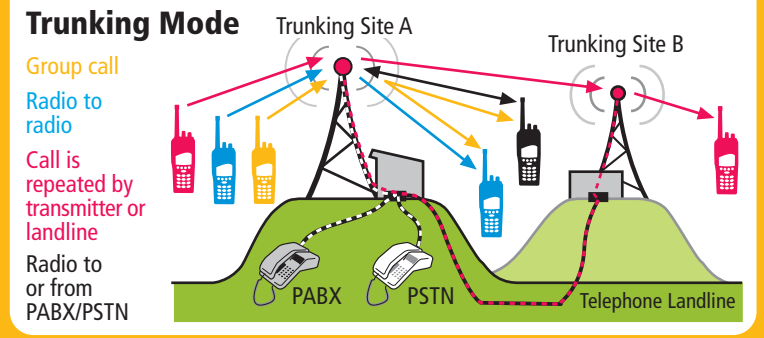 Trunking Mode
Trunking Site A
Trunking Site B
Group call
Radio to
radio
Call is
repeated by
transmitter or
landline
Radio to
or from
PABX/PSTN
PABX
PSTN
Telephone Landline